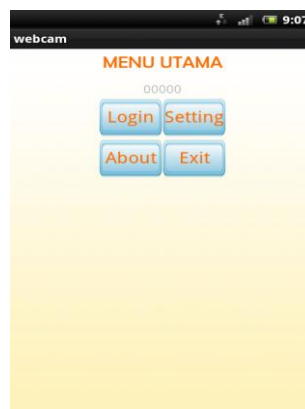 9:07
webcam
MENU UTAMA
00000
Login Setting
About Exit